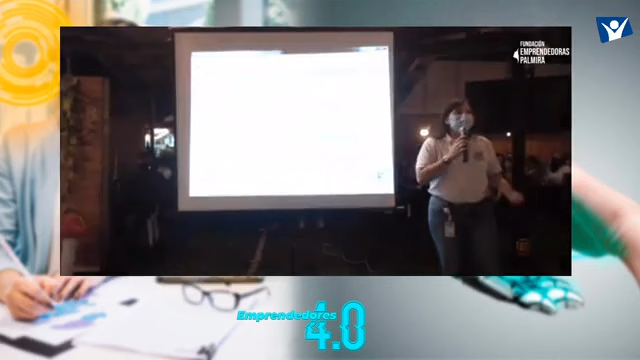 FUNDACIÓN
EMPRENDEDORAS
PALMIRA
Emprendedores
4.0